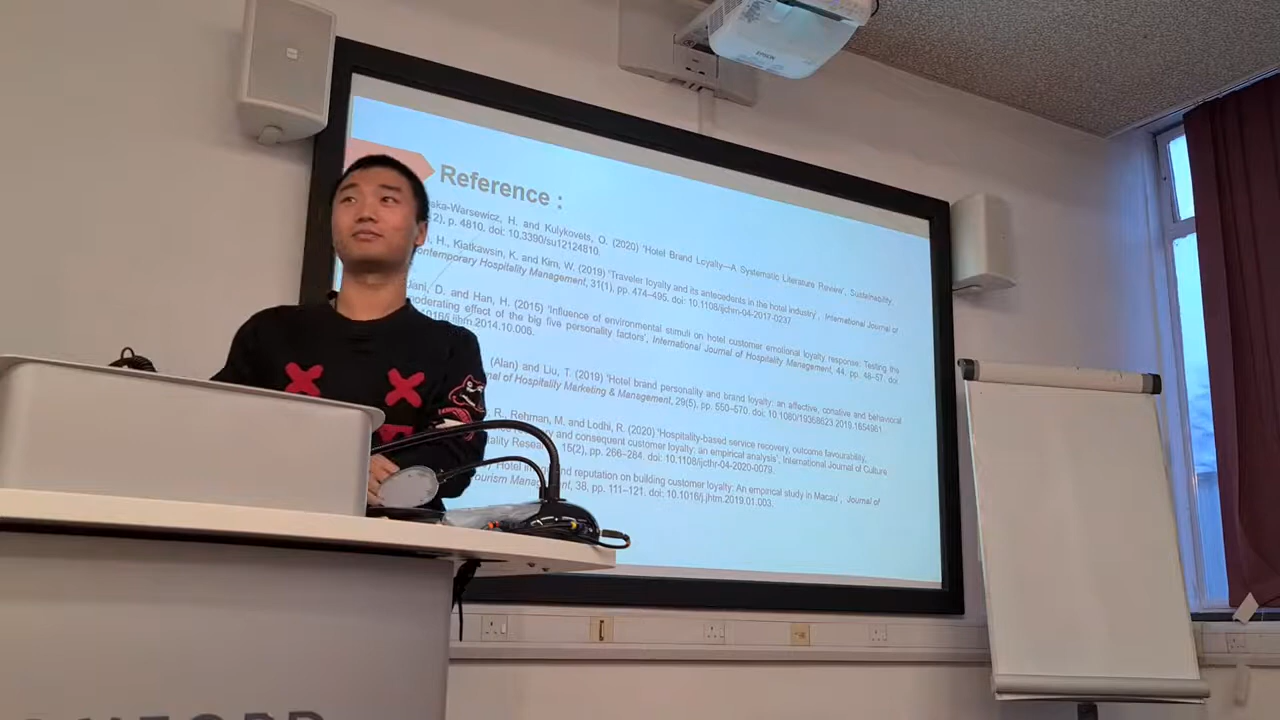 EPSON
Reference :
aka-Warsewicz, H. and Kulykovets, O. (2020) 'Hotel Brand Loyalty—A Systematic Literature Review', Sustainability,
2), p. 4810. doi: 10.3390/su12124810.
H., Kiatkawsin, K. and Kim, W. (2019) 'Traveler loyalty and its antecedents in the hotel industry', International Journal of
ontemporary Hospitality Management, 31(1), pp. 474–495. doi: 10.1108/ijchm-04-2017-0237.
Jani, D. and Han, H. (2015) 'Influence of environmental stimuli on hotel customer emotional loyalty response: Testing the
moderating effect of the big five personality factors', International Journal of Hospitality Management, 44, pp. 48–57. doi:
.1016/j.ijhm.2014.10.006.
(Alan) and Liu, T. (2019) 'Hotel brand personality and brand loyalty: an affective, conative and behavioral
nal of Hospitality Marketing & Management, 29(5), pp. 550–570. doi: 10.1080/19368623.2019.1654961.
R., Rehman, M. and Lodhi, R. (2020) 'Hospitality-based service recovery, outcome favourability,
and consequent customer loyalty: an empirical analysis', International Journal of Culture
ality Research, 15(2), pp. 266–284. doi: 10.1108/ijcthr-04-2020-0079.
Hotel and reputation on building customer loyalty: An empirical study in Macau', Journal of
ourism Management, 38, pp. 111–121. doi: 10.1016/j.jhtm.2019.01.003.